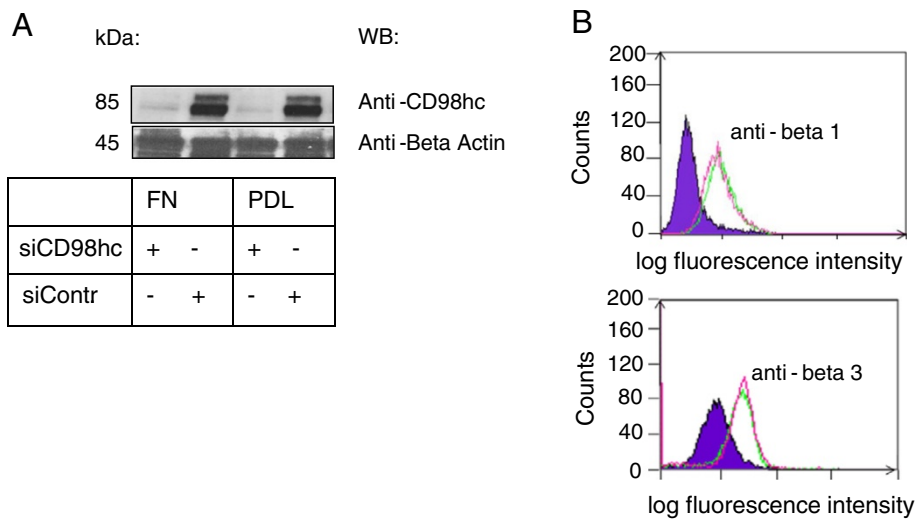 A
kDa:
WB:
85
Anti-CD98hc
45
Anti-Beta Actin
FN PDL
siCD98hc + - + -
siContr - + - +
B
200
160
120
80
40
0
Counts
anti-beta 1
log fluorescence intensity
200
160
120
80
40
0
Counts
anti-beta 3
log fluorescence intensity